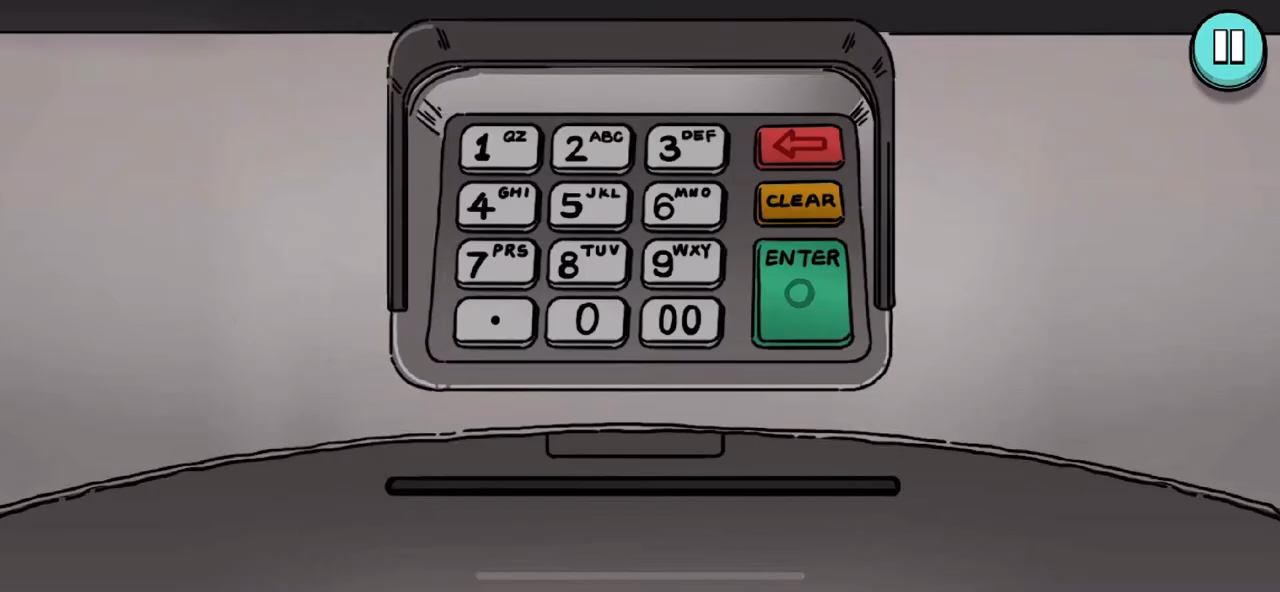 1 QZ 2 ABC 3 DEF
4 GHI 5 JKL 6 MNO CLEAR
7 PRS 8 TUV 9 WXY ENTER
. 0 00